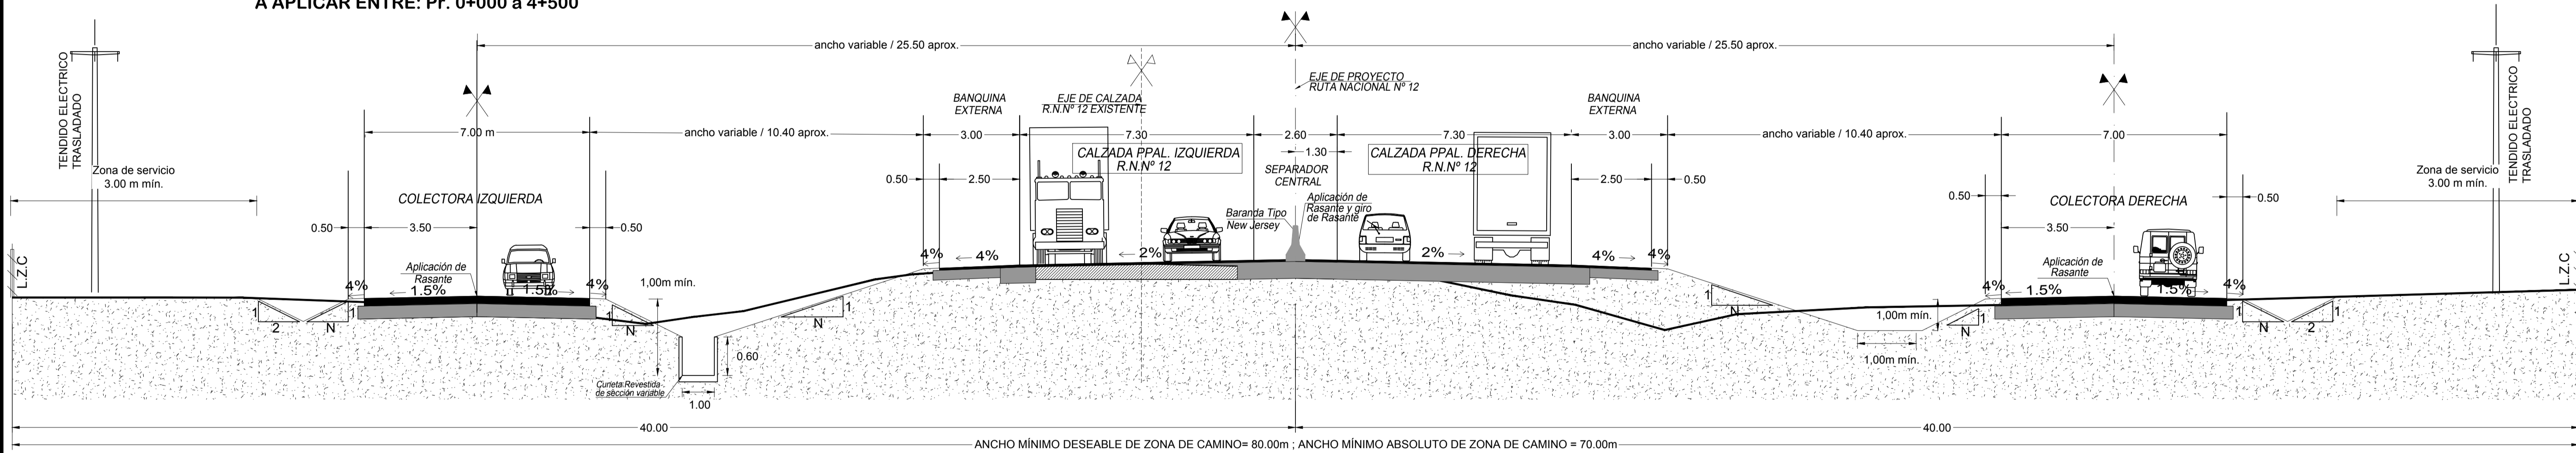 A APLICAR ENTRE: Pr. 0+000 a 4+500
ancho variable / 25.50 aprox.
ancho variable / 25.50 aprox.
TENDIDO ELECTRICO
TRASLADADO
EJE DE PROYECTO
RUTA NACIONAL Nº 12
TENDIDO ELECTRICO
TRASLADADO
BANQUINA
EXTERNA
EJE DE CALZADA
R.N.Nº 12 EXISTENTE
BANQUINA
EXTERNA
7.00 m
ancho variable / 10.40 aprox.
3.00
7.30
2.60
7.30
3.00
ancho variable / 10.40 aprox.
7.00
1.30
CALZADA PPAL. IZQUIERDA
R.N.Nº 12
CALZADA PPAL. DERECHA
R.N.Nº 12
Zona de servicio
3.00 m mín.
SEPARADOR
CENTRAL
Zona de servicio
3.00 m mín.
0.50
2.50
2.50
0.50
COLECTORA IZQUIERDA
0.50
COLECTORA DERECHA
0.50
0.50
3.50
0.50
Baranda Tipo
New Jersey
Aplicación de
Rasante y giro
de Rasante
3.50
L.Z.C
Aplicación de
Rasante
4%
1.5%
1.5%
4%
1,00m mín.
4%
4%
2%
2%
4%
4%
Aplicación de
Rasante
4%
1.5%
1.5%
4%
L.Z.C
1
2
N
1
1
N
N
1
1
N
1,00m mín.
N
1
1
N
2
1
0.60
1,00m mín.
Cuneta Revestida
de sección variable
1.00
40.00
40.00
ANCHO MÍNIMO DESEABLE DE ZONA DE CAMINO= 80.00m ; ANCHO MÍNIMO ABSOLUTO DE ZONA DE CAMINO = 70.00m